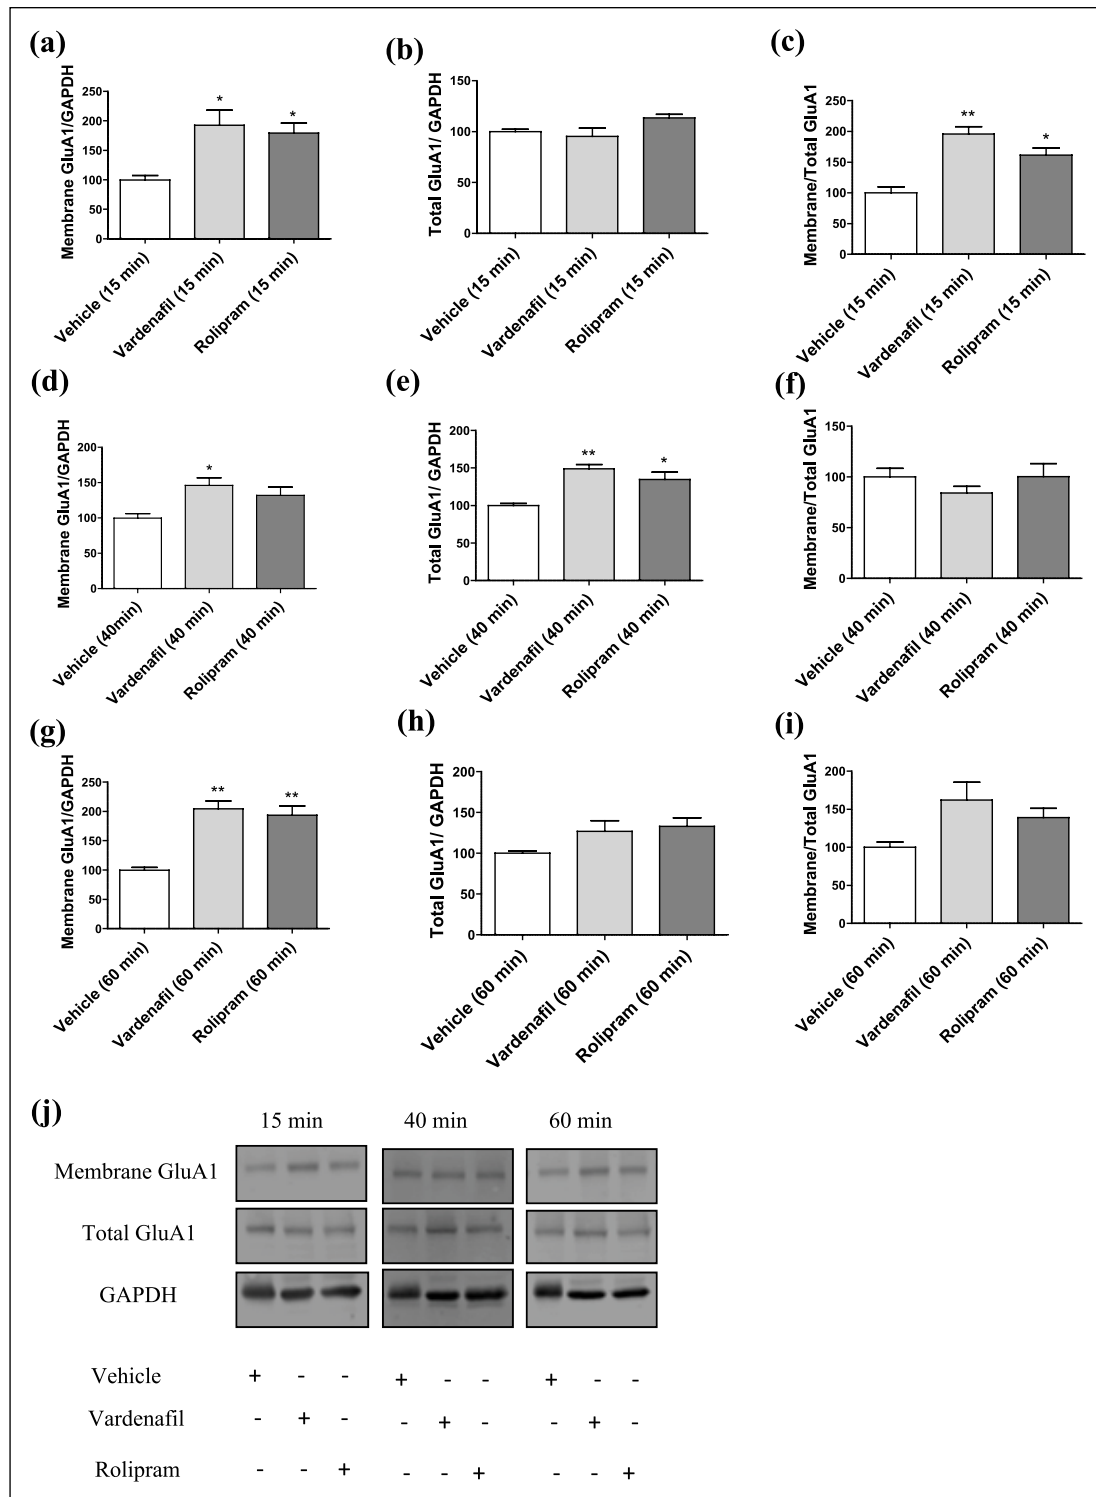 (a)
Membrane GluA1/GAPDH
250
200
150
100
50
0
*
*
Vehicle (15 min)
Vardenafil (15 min)
Rolipram (15 min)
(b)
Total GluA1/ GAPDH
150
100
50
0
Vehicle (15 min)
Vardenafil (15 min)
Rolipram (15 min)
(c)
Membrane/Total GluA1
250
200
150
100
50
0
**
*
Vehicle (15 min)
Vardenafil (15 min)
Rolipram (15 min)
(d)
Membrane GluA1/GAPDH
200
150
100
50
0
*
Vehicle (40min)
Vardenafil (40 min)
Rolipram (40 min)
(e)
Total GluA1/ GAPDH
200
150
100
50
0
**
*
Vehicle (40 min)
Vardenafil (40 min)
Rolipram (40 min)
(f)
Membrane/Total GluA1
150
100
50
0
Vehicle (40 min)
Vardenafil (40 min)
Rolipram (40 min)
(g)
Membrane GluA1/GAPDH
250
200
150
100
50
0
**
**
Vehicle (60 min)
Vardenafil (60 min)
Rolipram (60 min)
(h)
Total GluA1/ GAPDH
200
150
100
50
0
Vehicle (60 min)
Vardenafil (60 min)
Rolipram (60 min)
(i)
Membrane/Total GluA1
200
150
100
50
0
Vehicle (60 min)
Vardenafil (60 min)
Rolipram (60 min)
(j)
15 min 40 min 60 min
Membrane GluA1
Total GluA1
GAPDH
Vehicle + - - + - - + - -
Vardenafil - + - - + - - + -
Rolipram - - + - - + - - +